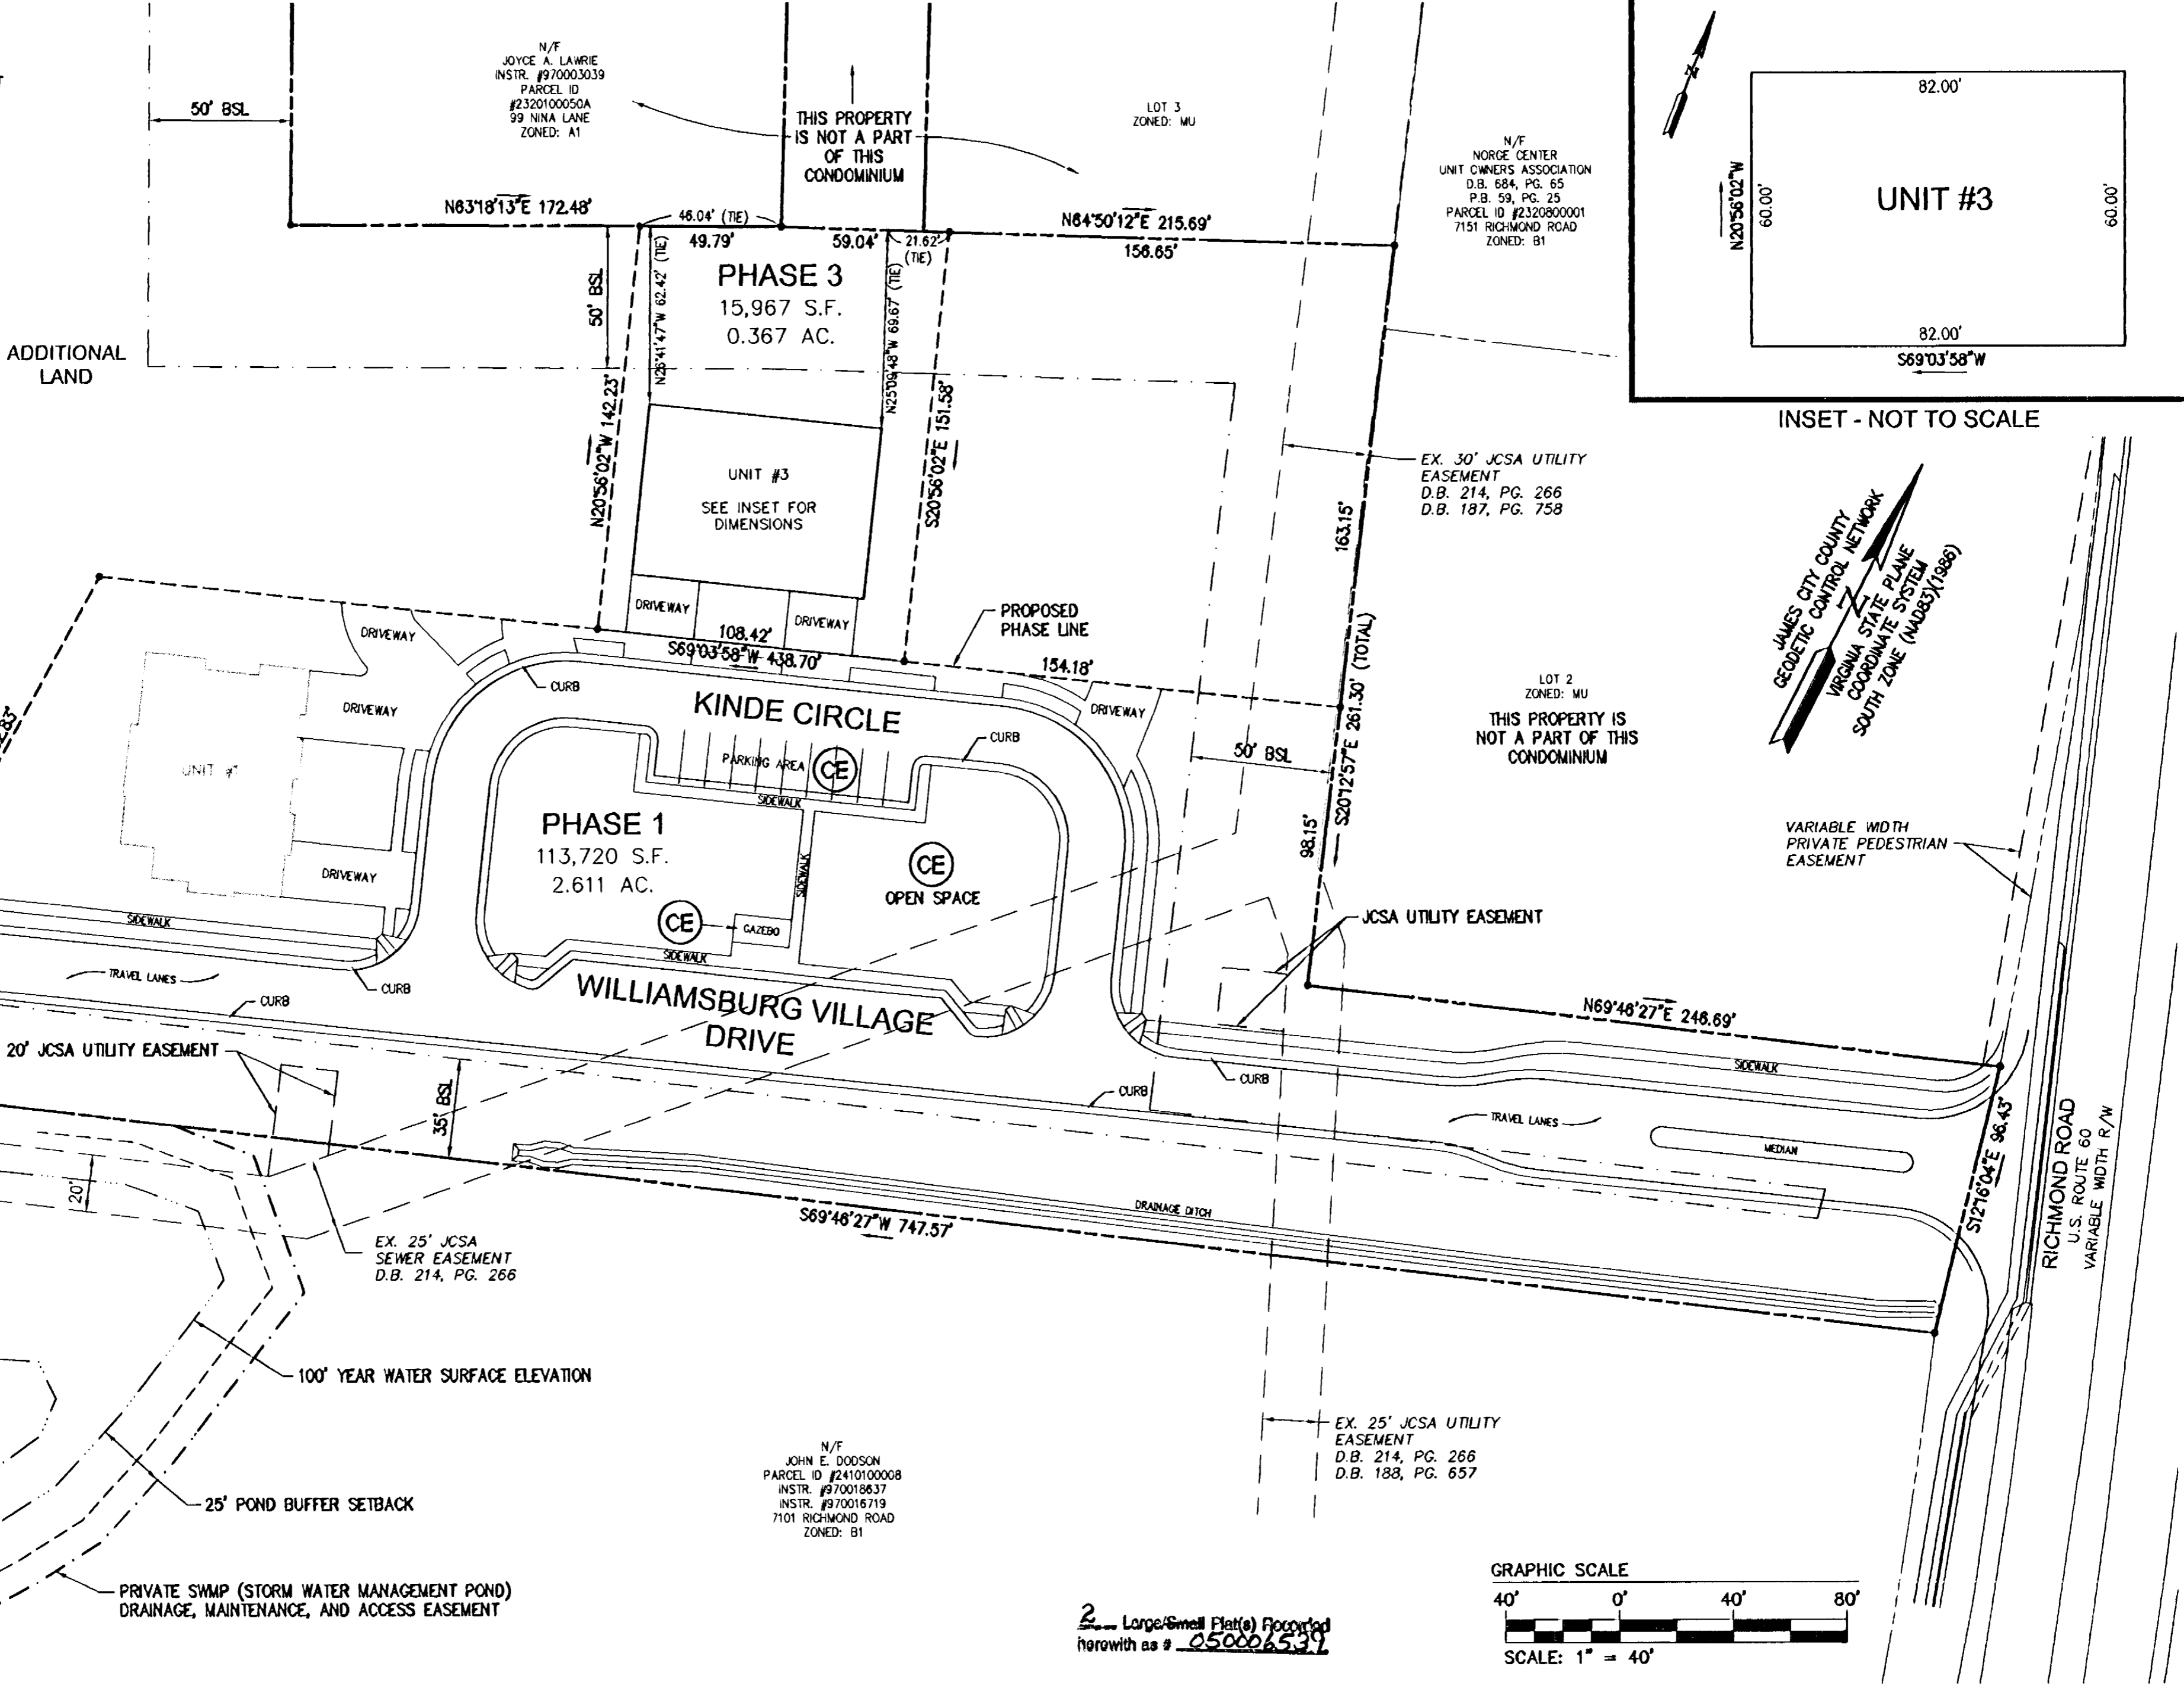 N/F
JOYCE A. LAWRIE
INSTR. #970003039
PARCEL ID
#2320100050A
99 NINA LANE
ZONED: A1
50' BSL
THIS PROPERTY
IS NOT A PART
OF THIS
CONDOMINIUM
LOT 3
ZONED: MU
N/F
NORGE CENTER
UNIT OWNERS ASSOCIATION
D.B. 684, PG. 65
P.B. 59, PG. 25
PARCEL ID #2320800001
7151 RICHMOND ROAD
ZONED: B1
N
82.00'
N20°56'02"W
60.00'
UNIT #3
60.00'
82.00'
S69°03'58"W
INSET - NOT TO SCALE
N63°18'13"E 172.48'
46.04' (TIE)
49.79'
59.04'
21.62'
(TIE)
N64°50'12"E 215.69'
156.65'
PHASE 3
15,967 S.F.
0.367 AC.
50' BSL
N26°41'47"W 62.42' (TIE)
N25°09'48"W 69.67' (TIE)
ADDITIONAL
LAND
N20°56'02"W 142.23'
S20°56'02"E 151.58'
UNIT #3
SEE INSET FOR
DIMENSIONS
EX. 30' JCSA UTILITY
EASEMENT
D.B. 214, PG. 266
D.B. 187, PG. 758
163.15'
JAMES CITY COUNTY
GEODETIC CONTROL NETWORK
N
VIRGINIA STATE PLANE
COORDINATE SYSTEM
SOUTH ZONE (NAD83)(1986)
DRIVEWAY
DRIVEWAY
DRIVEWAY
108.42'
S69°03'58"W 438.70'
PROPOSED
PHASE LINE
154.18'
S20°12'57"E 261.30' (TOTAL)
CURB
DRIVEWAY
KINDE CIRCLE
DRIVEWAY
CURB
LOT 2
ZONED: MU
THIS PROPERTY IS
NOT A PART OF THIS
CONDOMINIUM
50' BSL
PARKING AREA
CE
SIDEWALK
UNIT #1
PHASE 1
113,720 S.F.
2.611 AC.
SIDEWALK
CE
OPEN SPACE
98.15'
VARIABLE WIDTH
PRIVATE PEDESTRIAN
EASEMENT
DRIVEWAY
CE
GAZEBO
SIDEWALK
SIDEWALK
JCSA UTILITY EASEMENT
TRAVEL LANES
CURB
CURB
WILLIAMSBURG VILLAGE
DRIVE
N69°46'27"E 246.69'
20' JCSA UTILITY EASEMENT
35' BSL
SIDEWALK
CURB
CURB
TRAVEL LANES
MEDIAN
S12°16'04"E 96.43'
RICHMOND ROAD
U.S. ROUTE 60
VARIABLE WIDTH R/W
20'
DRAINAGE DITCH
S69°46'27"W 747.57'
EX. 25' JCSA
SEWER EASEMENT
D.B. 214, PG. 266
100' YEAR WATER SURFACE ELEVATION
25' POND BUFFER SETBACK
N/F
JOHN E. DODSON
PARCEL ID #2410100008
INSTR. #970018637
INSTR. #970016719
7101 RICHMOND ROAD
ZONED: B1
EX. 25' JCSA UTILITY
EASEMENT
D.B. 214, PG. 266
D.B. 188, PG. 657
PRIVATE SWMP (STORM WATER MANAGEMENT POND)
DRAINAGE, MAINTENANCE, AND ACCESS EASEMENT
2 Large/Small Plat(s) Recorded
herewith as #
GRAPHIC SCALE
40' 0' 40' 80'
SCALE: 1" = 40'